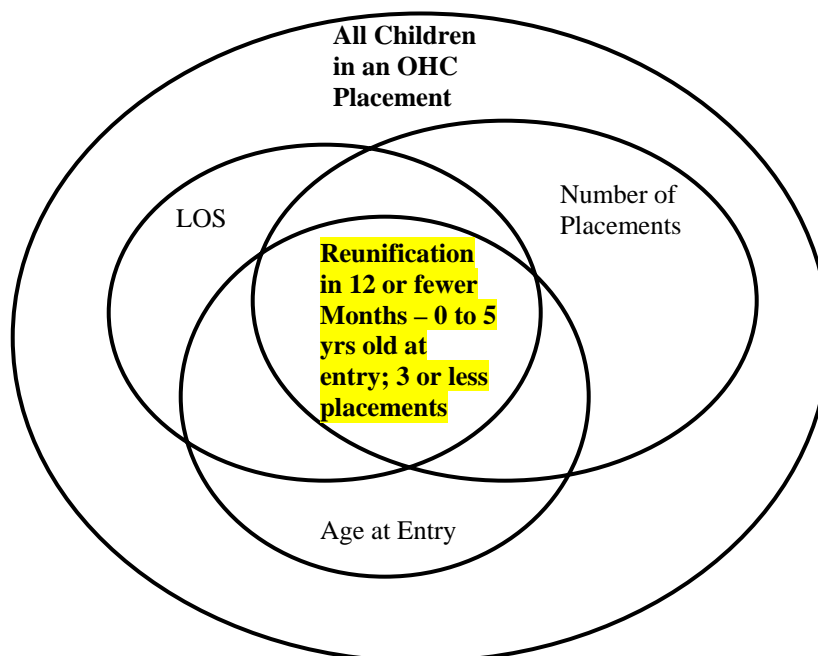 All Children
in an OHC
Placement
Number of
Placements
LOS
Reunification
in 12 or fewer
Months – 0 to 5
yrs old at
entry; 3 or less
placements
Age at Entry